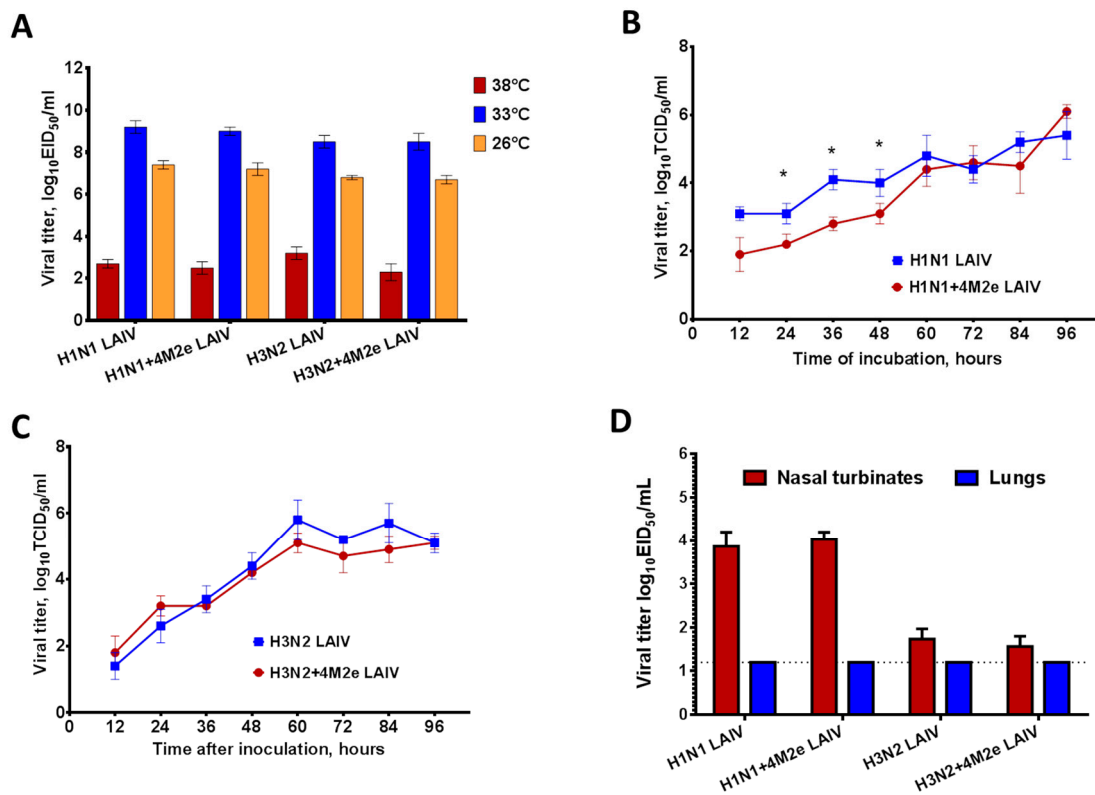 A
Viral titer, log₁₀EID₅₀/ml
12
10
8
6
4
2
0
H1N1 LAIV
H1N1+4M2e LAIV
H3N2 LAIV
H3N2+4M2e LAIV
38°C
33°C
26°C
B
Viral titer, log₁₀TCID₅₀/ml
8
6
4
2
0
* * *
H1N1 LAIV
H1N1+4M2e LAIV
0 12 24 36 48 60 72 84 96
Time of incubation, hours
C
Viral titer, log₁₀TCID₅₀/ml
8
6
4
2
0
H3N2 LAIV
H3N2+4M2e LAIV
0 12 24 36 48 60 72 84 96
Time after inoculation, hours
D
Viral titer log₁₀EID₅₀/mL
6
5
4
3
2
1
0
Nasal turbinates
Lungs
H1N1 LAIV
H1N1+4M2e LAIV
H3N2 LAIV
H3N2+4M2e LAIV